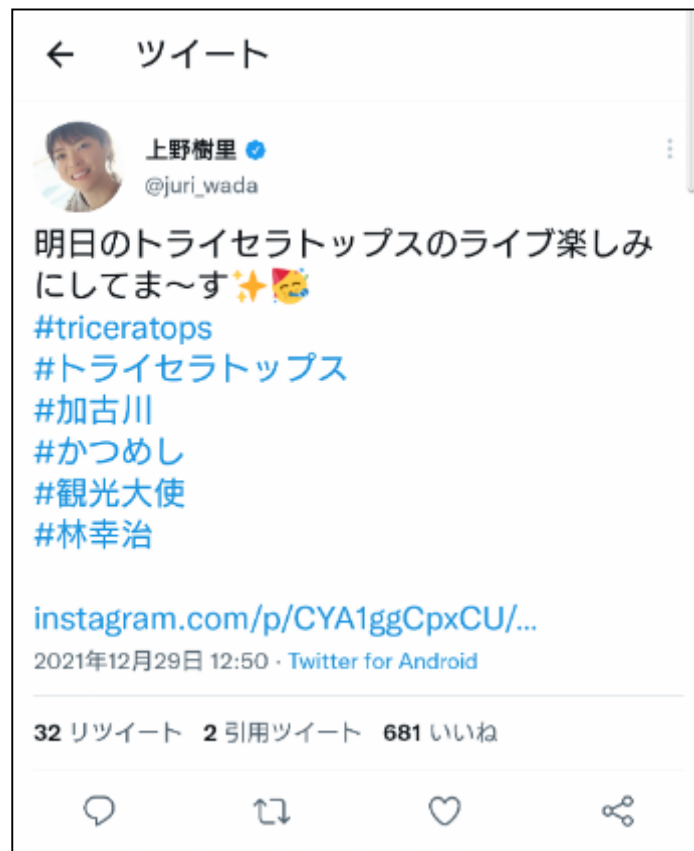 ツイート
上野樹里
@juri_wada
明日のトライセラトップスのライブ楽しみ
にしてま〜す✨🥳
#triceratops
#トライセラトップス
#加古川
#かつめし
#観光大使
#林幸治
instagram.com/p/CYA1ggCpxCU/...
2021年12月29日 12:50 · Twitter for Android
32 リツイート 2 引用ツイート 681 いいね